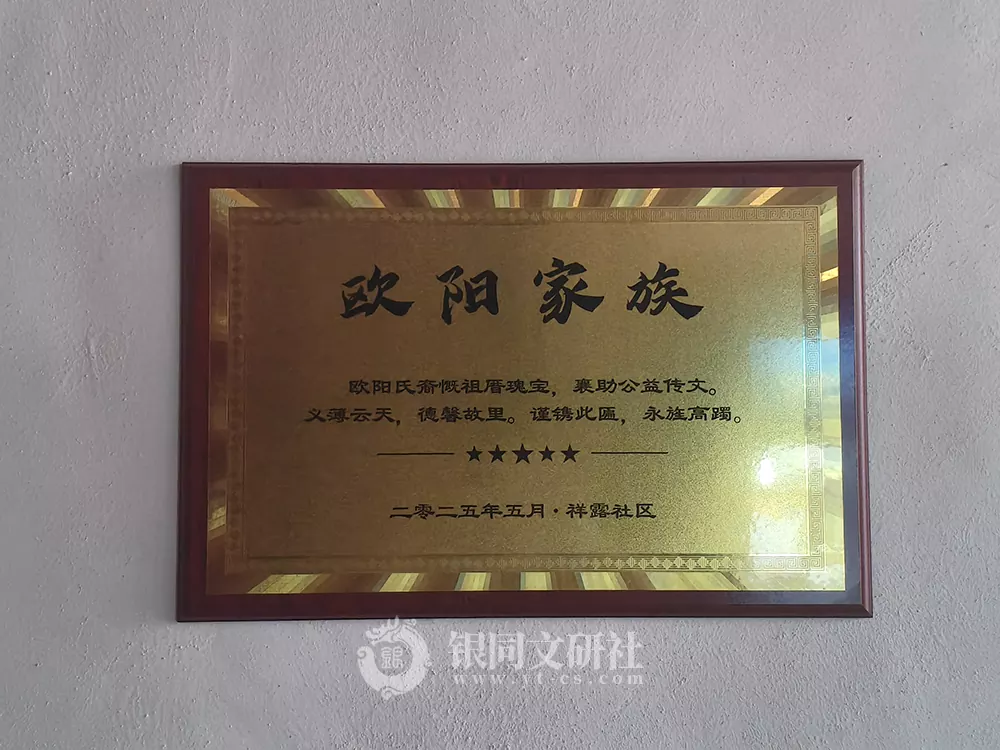 欧阳家族
欧阳氏裔慨祖厝瑰宝，襄助公益传文。
义薄云天，德馨故里。谨镌此匾，永旌高躅。
二零二五年五月·祥露社区
银同文研社
www.yt-cs.com